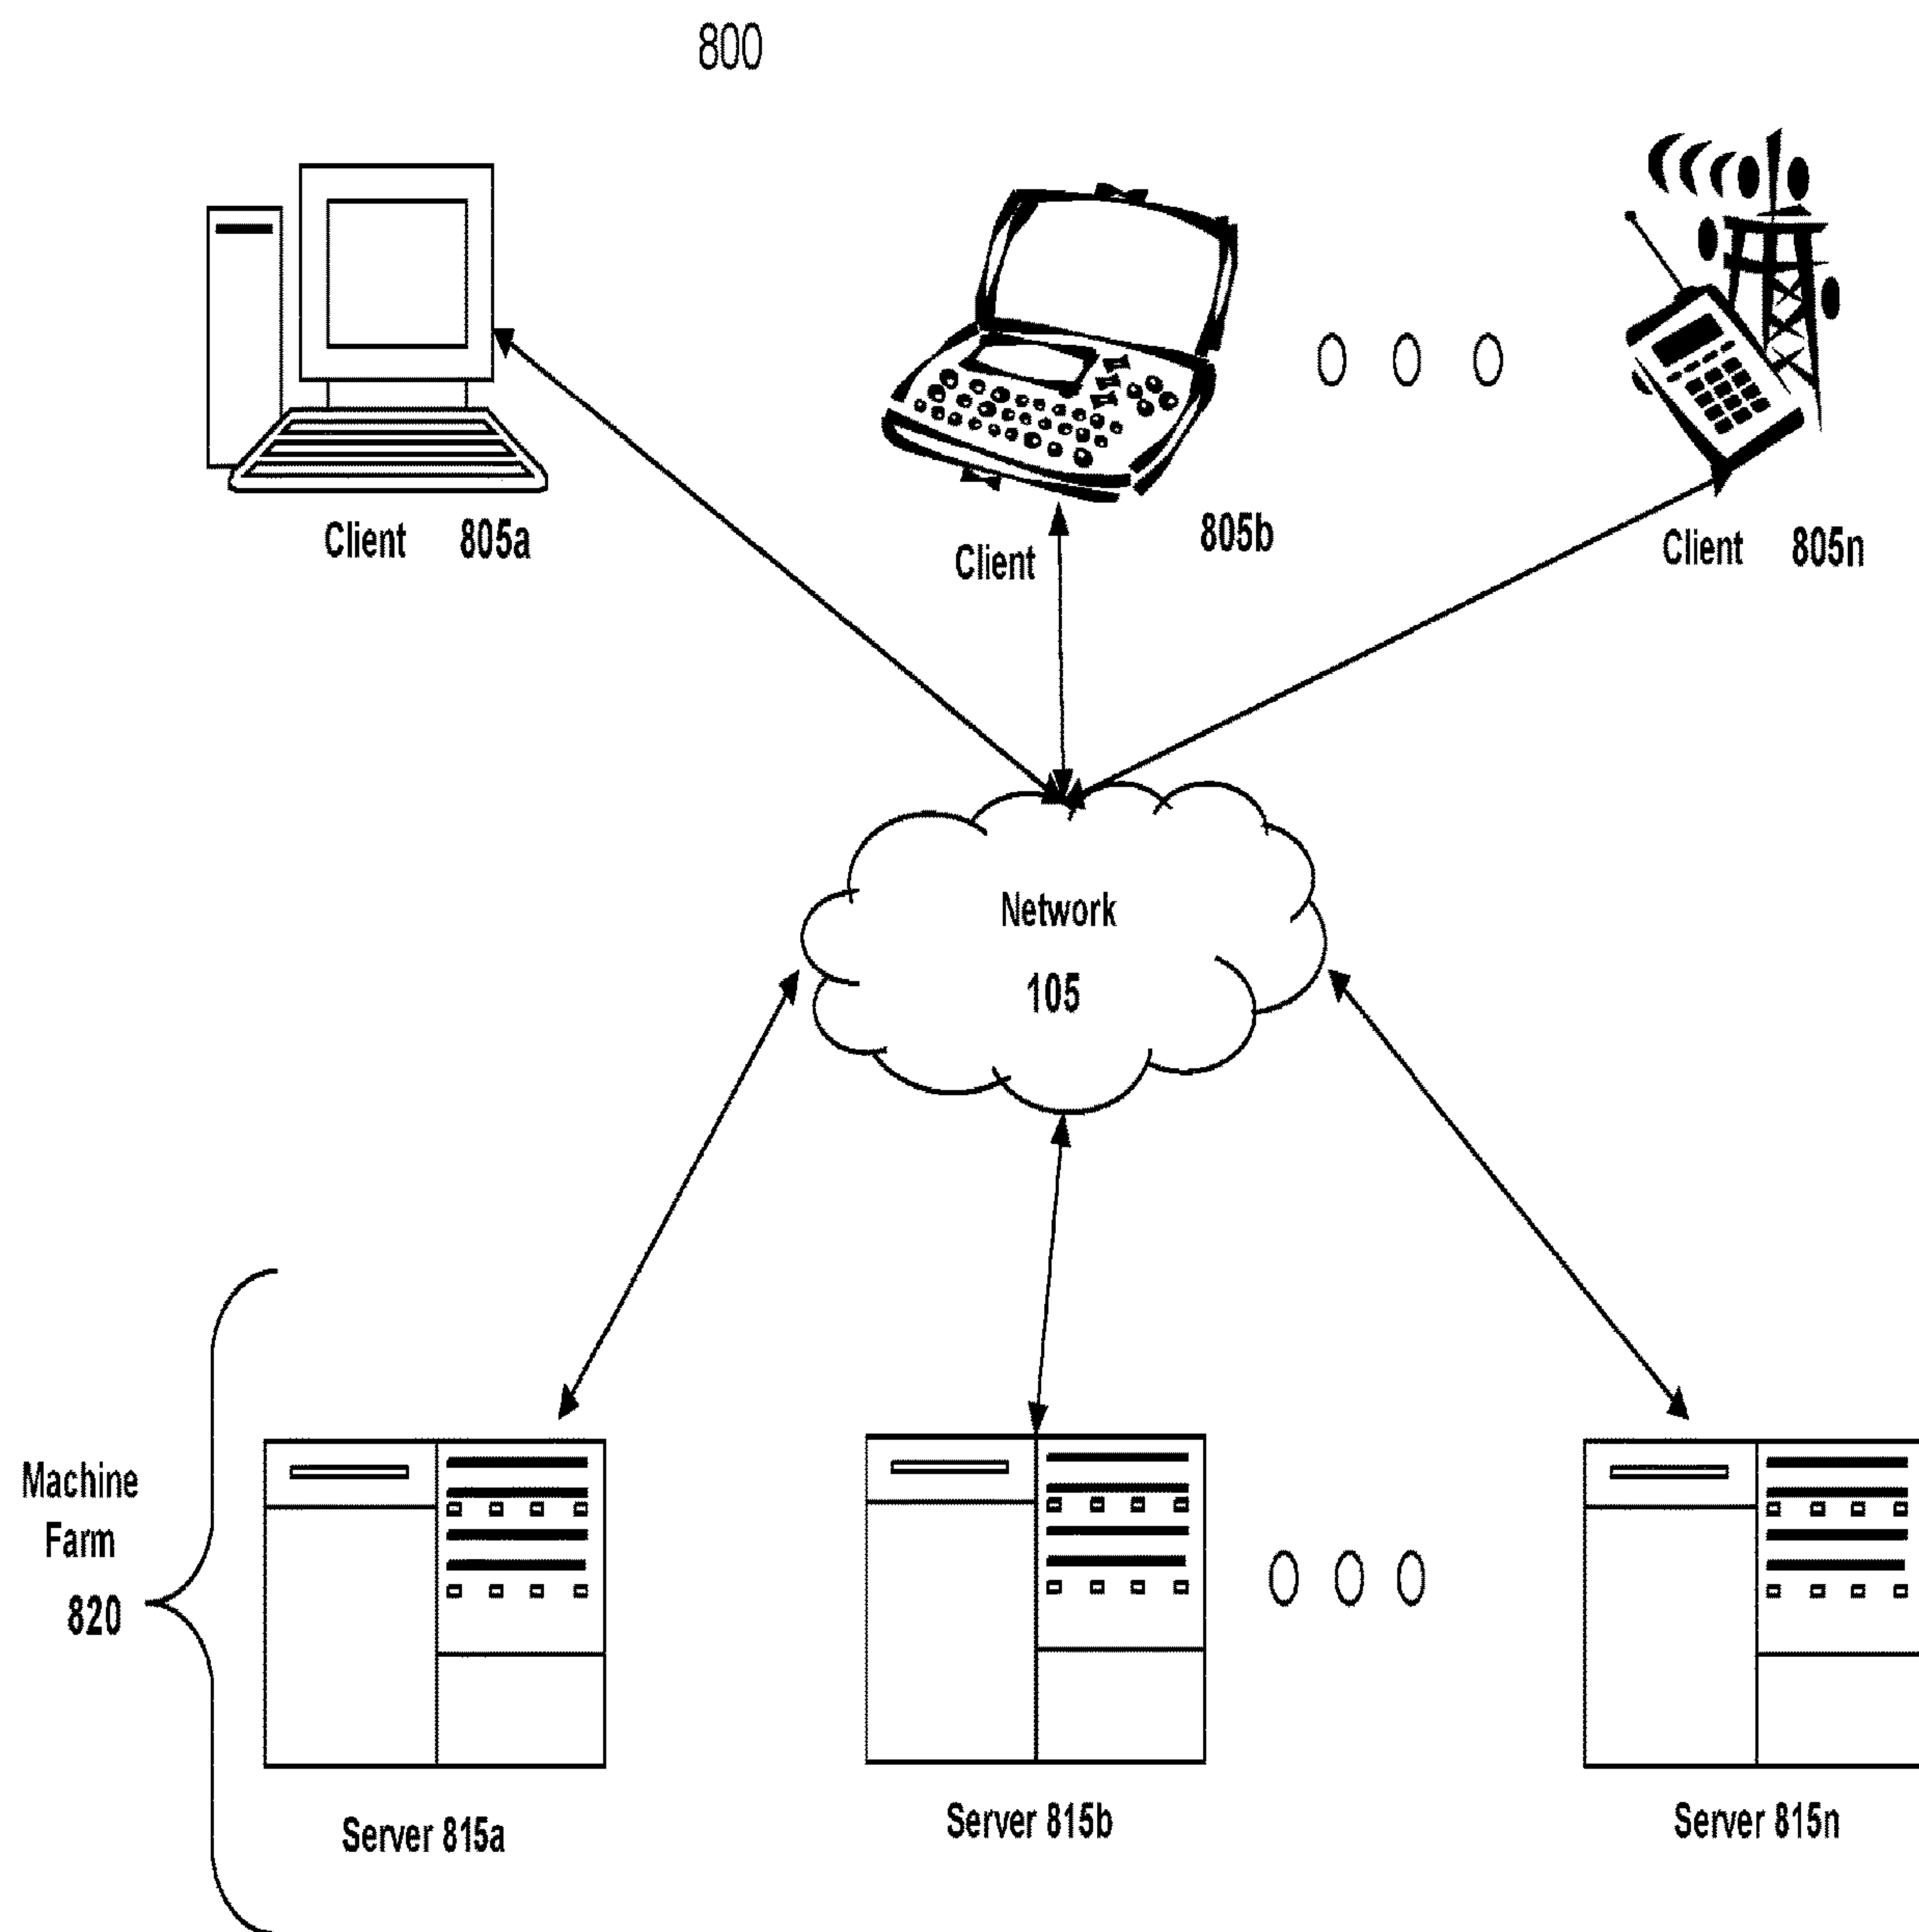 800
Client 805a
Client 805b
Client 805n
Network
105
Machine
Farm
820
Server 815a
Server 815b
Server 815n